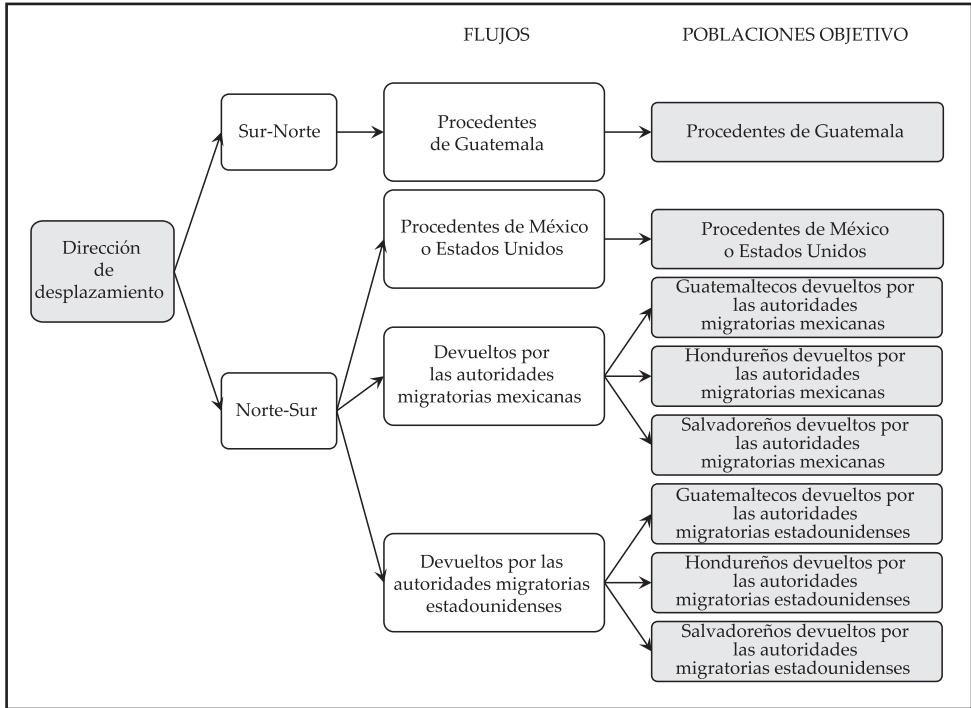 FLUJOS
POBLACIONES OBJETIVO
Dirección
de
desplazamiento
Sur-Norte
Procedentes
de Guatemala
Procedentes de Guatemala
Norte-Sur
Procedentes de México
o Estados Unidos
Procedentes de México
o Estados Unidos
Devueltos por
las autoridades
migratorias mexicanas
Guatemaltecos devueltos por
las autoridades
migratorias mexicanas
Hondureños devueltos por
las autoridades
migratorias mexicanas
Salvadoreños devueltos por
las autoridades
migratorias mexicanas
Devueltos por las
autoridades migratorias
estadounidenses
Guatemaltecos devueltos por
las autoridades
migratorias estadounidenses
Hondureños devueltos por
las autoridades
migratorias estadounidenses
Salvadoreños devueltos por
las autoridades
migratorias estadounidenses